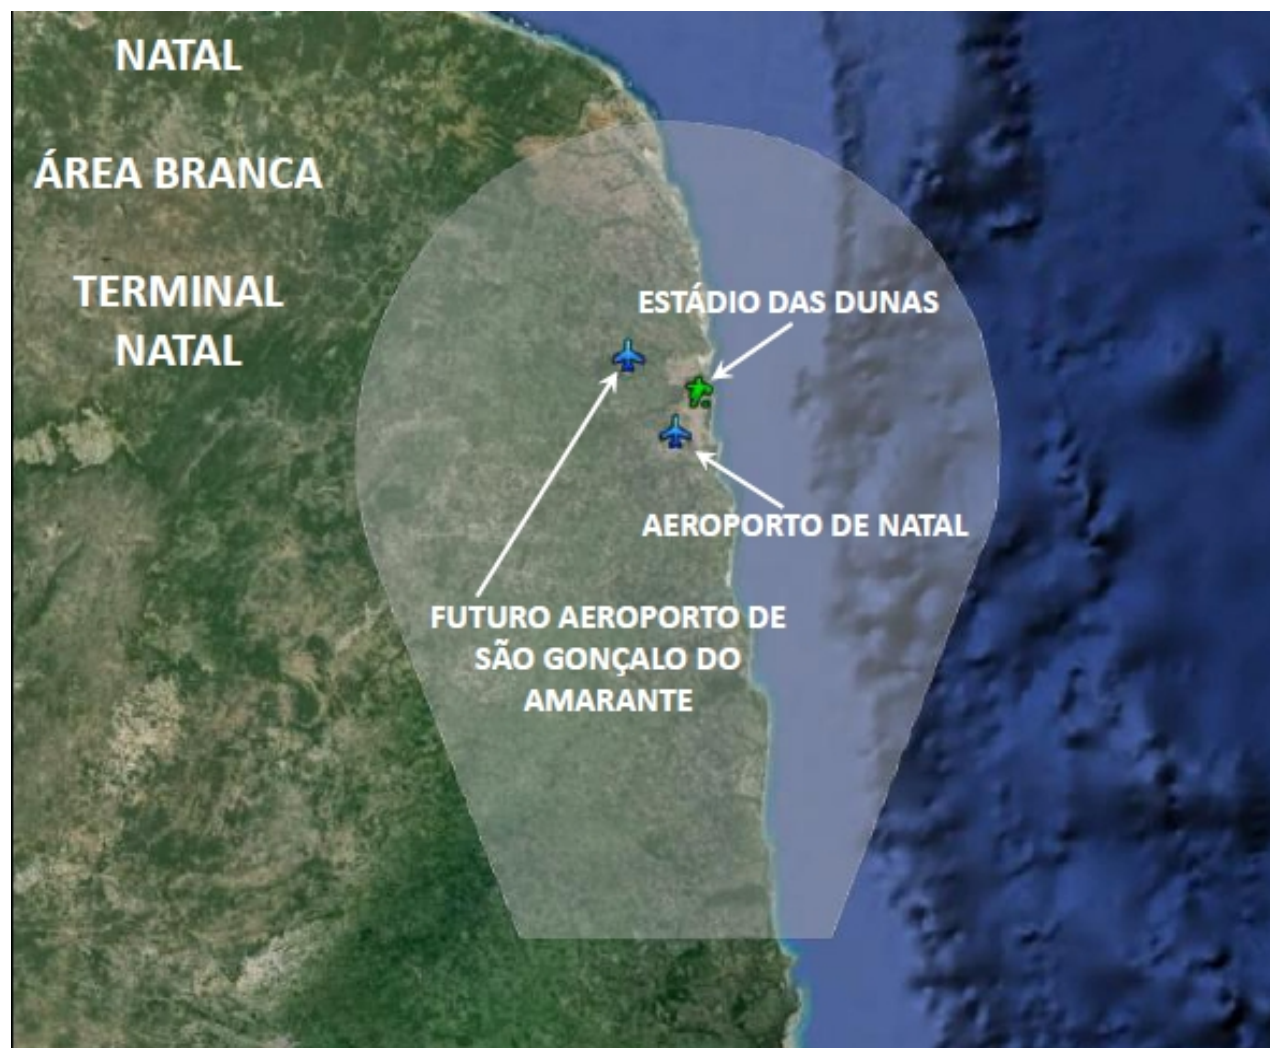 NATAL
ÁREA BRANCA
TERMINAL
NATAL
ESTÁDIO DAS DUNAS
AEROPORTO DE NATAL
FUTURO AEROPORTO DE
SÃO GONÇALO DO
AMARANTE